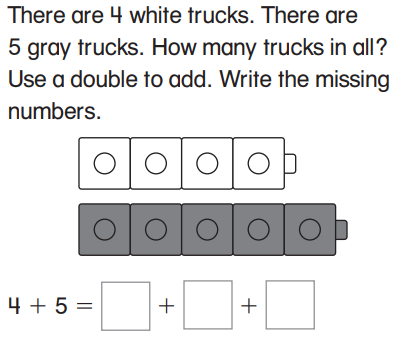 There are 4 white trucks. There are
5 gray trucks. How many trucks in all?
Use a double to add. Write the missing
numbers.
4 + 5 = + +